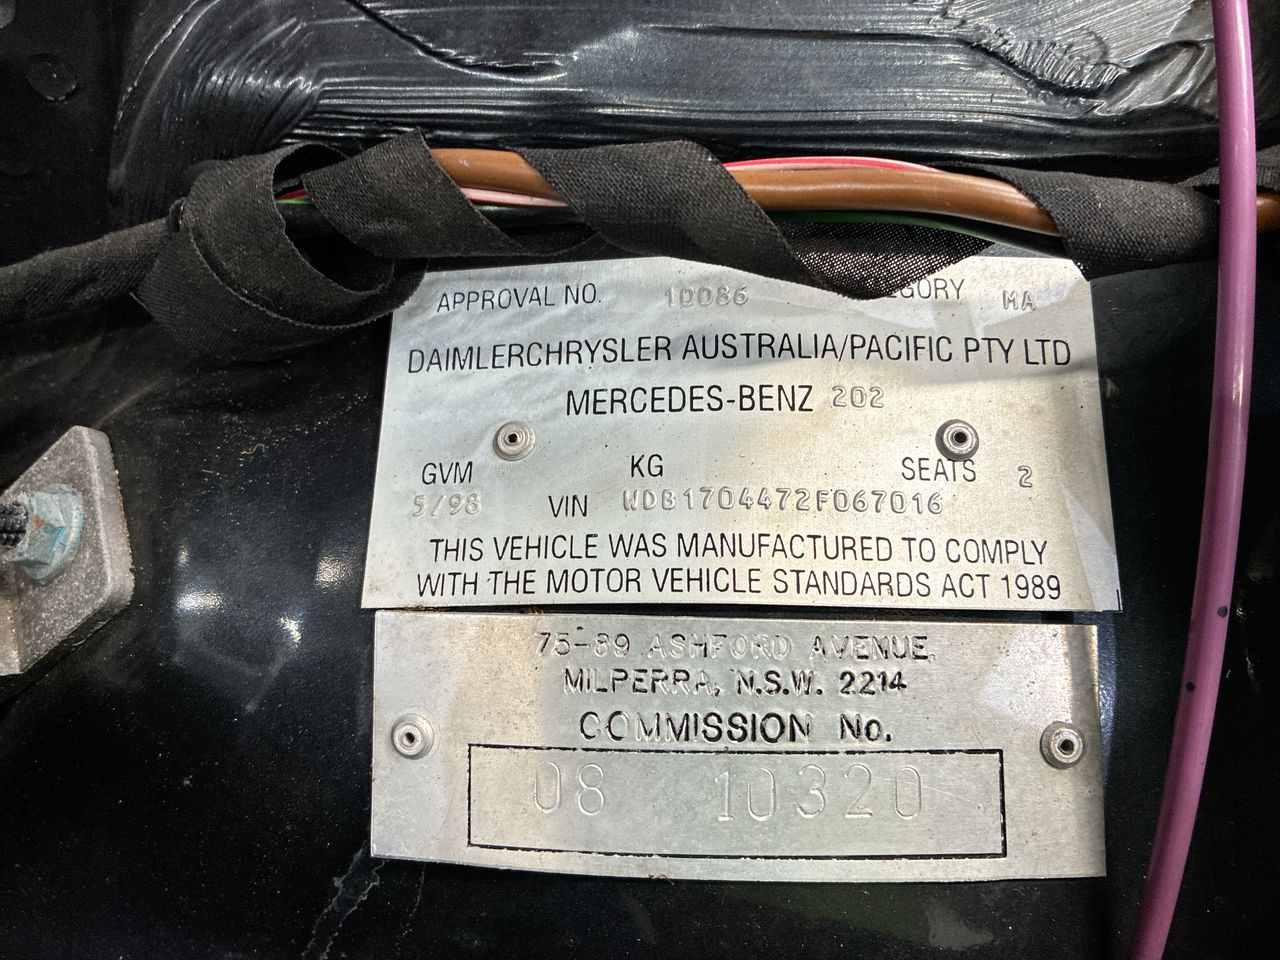 APPROVAL NO. 10086 CATEGORY MA
DAIMLERCHRYSLER AUSTRALIA/PACIFIC PTY LTD
MERCEDES-BENZ 202
GVM KG SEATS 2
5/98 VIN WDB1704472F067016
THIS VEHICLE WAS MANUFACTURED TO COMPLY
WITH THE MOTOR VEHICLE STANDARDS ACT 1989
75-89 ASHFORD AVENUE,
MILPERRA, N.S.W. 2214
COMMISSION No.
08 10320